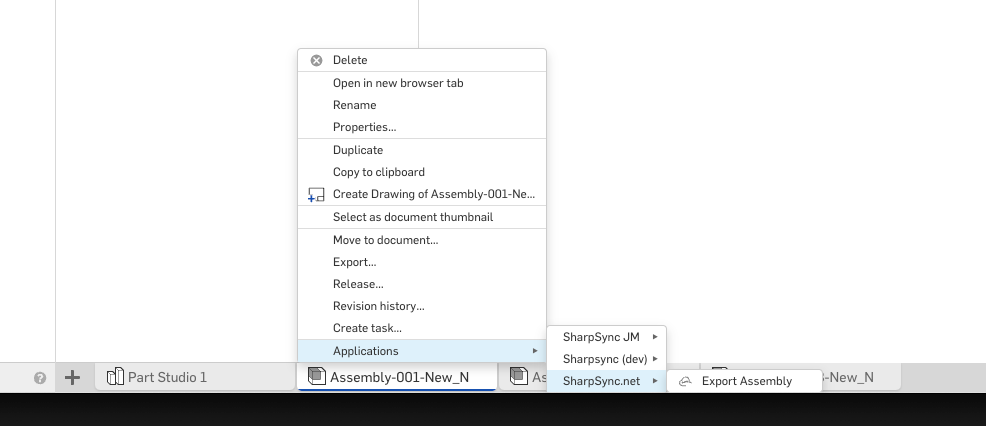 Delete
Open in new browser tab
Rename
Properties...
Duplicate
Copy to clipboard
Create Drawing of Assembly-001-Ne...
Select as document thumbnail
Move to document...
Export...
Release...
Revision history...
Create task...
Applications
SharpSync JM
Sharpsync (dev)
SharpSync.net
Export Assembly
Part Studio 1
Assembly-001-New_N
As
-New_N